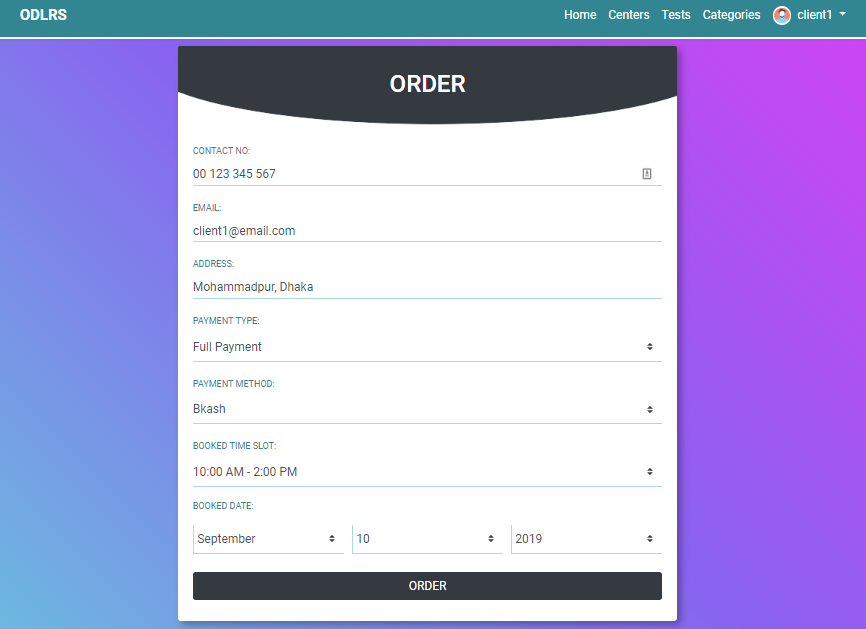 ODLRS Home Centers Tests Categories client1
ORDER
CONTACT NO:
00 123 345 567
EMAIL:
client1@email.com
ADDRESS:
Mohammadpur, Dhaka
PAYMENT TYPE:
Full Payment
PAYMENT METHOD:
Bkash
BOOKED TIME SLOT:
10:00 AM - 2:00 PM
BOOKED DATE:
September 10 2019
ORDER